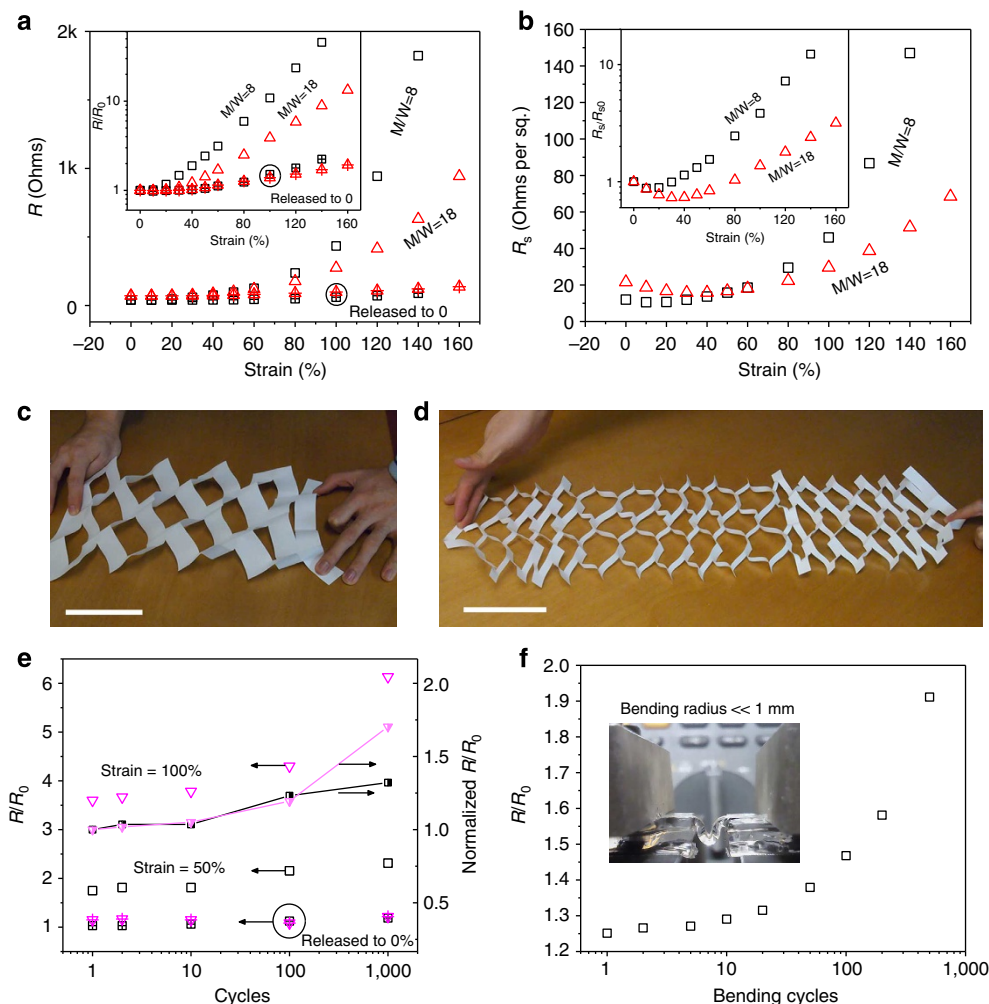 a
2k
1k
0
R (Ohms)
−20 0 20 40 60 80 100 120 140 160
Strain (%)
M/W=8
M/W=18
Released to 0
10
1
R/R0
0 40 80 120 160
Strain (%)
M/W=8
M/W=18
Released to 0
b
160
140
120
100
80
60
40
20
0
Rs (Ohms per sq.)
−20 0 20 40 60 80 100 120 140 160
Strain (%)
M/W=8
M/W=18
10
1
Rs/Rs0
0 40 80 120 160
Strain (%)
M/W=8
M/W=18
c
d
e
6
5
4
3
2
1
R/R0
2.0
1.5
1.0
0.5
Normalized R/R0
Strain = 100%
Strain = 50%
Released to 0%
1 10 100 1,000
Cycles
f
2.0
1.9
1.8
1.7
1.6
1.5
1.4
1.3
1.2
R/R0
Bending radius << 1 mm
1 10 100 1,000
Bending cycles